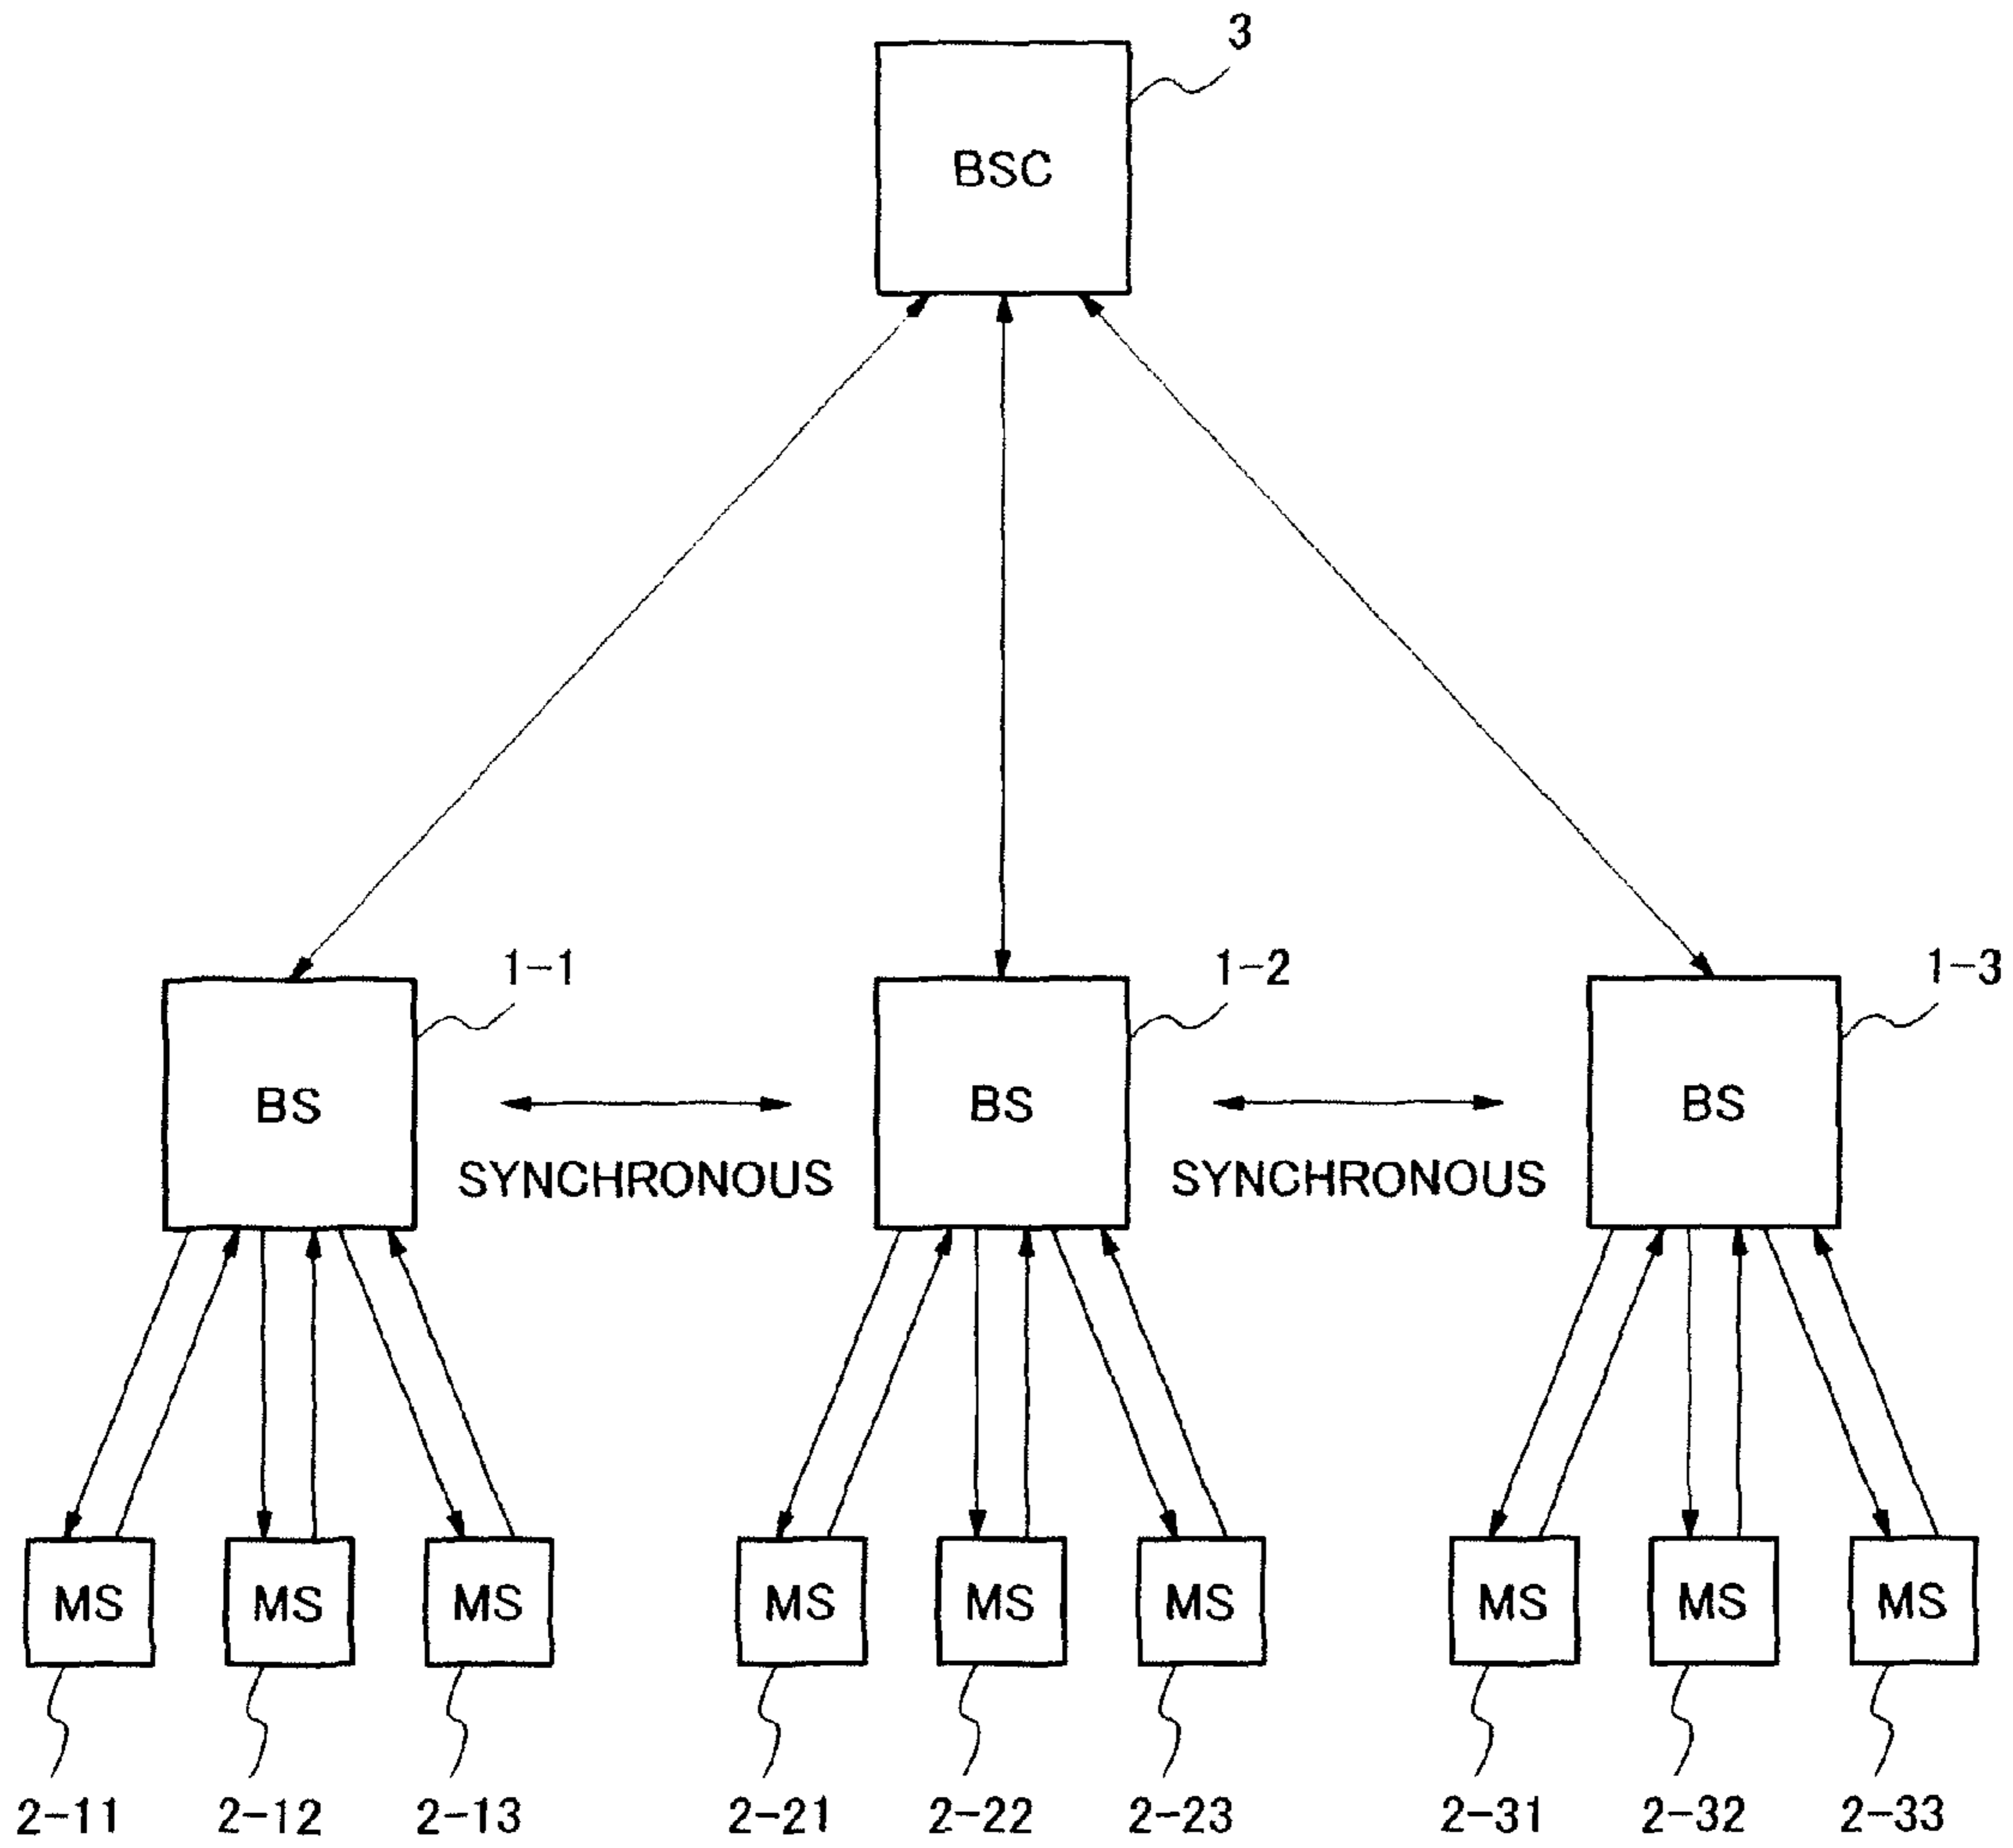 3
BSC
1-1
1-2
1-3
BS
BS
BS
SYNCHRONOUS
SYNCHRONOUS
MS
MS
MS
MS
MS
MS
MS
MS
MS
2-11
2-12
2-13
2-21
2-22
2-23
2-31
2-32
2-33